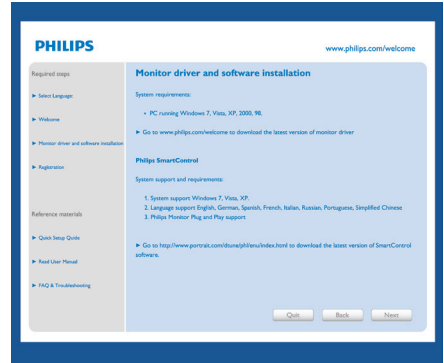 PHILIPS
www.philips.com/welcome
Required steps
► Select Language
► Welcome
► Monitor driver and software installation
► Registration
Reference materials
► Quick Setup Guide
► Read User Manual
► FAQ & Troubleshooting
Monitor driver and software installation
System requirements:
• PC running Windows 7, Vista, XP, 2000, 98.
► Go to www.philips.com/welcome to download the latest version of monitor driver
Philips SmartControl
System support and requirements:
1. System support Windows 7, Vista, XP.
2. Language support English, German, Spanish, French, Italian, Russian, Portuguese, Simplified Chinese
3. Philips Monitor Plug and Play support
► Go to http://www.portrait.com/dtune/phl/enu/index.html to download the latest version of SmartControl
software.
Quit
Back
Next